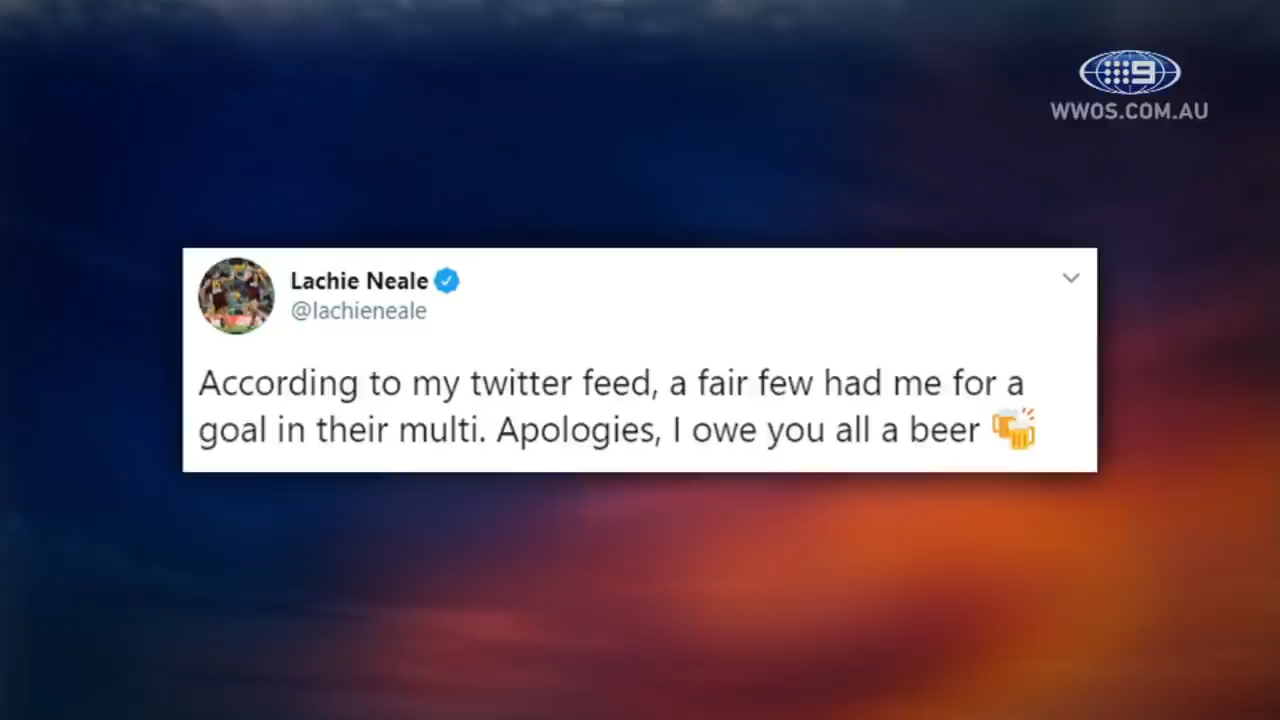 9
WWOS.COM.AU
Lachie Neale
@lachieneale
According to my twitter feed, a fair few had me for a
goal in their multi. Apologies, I owe you all a beer 🍻